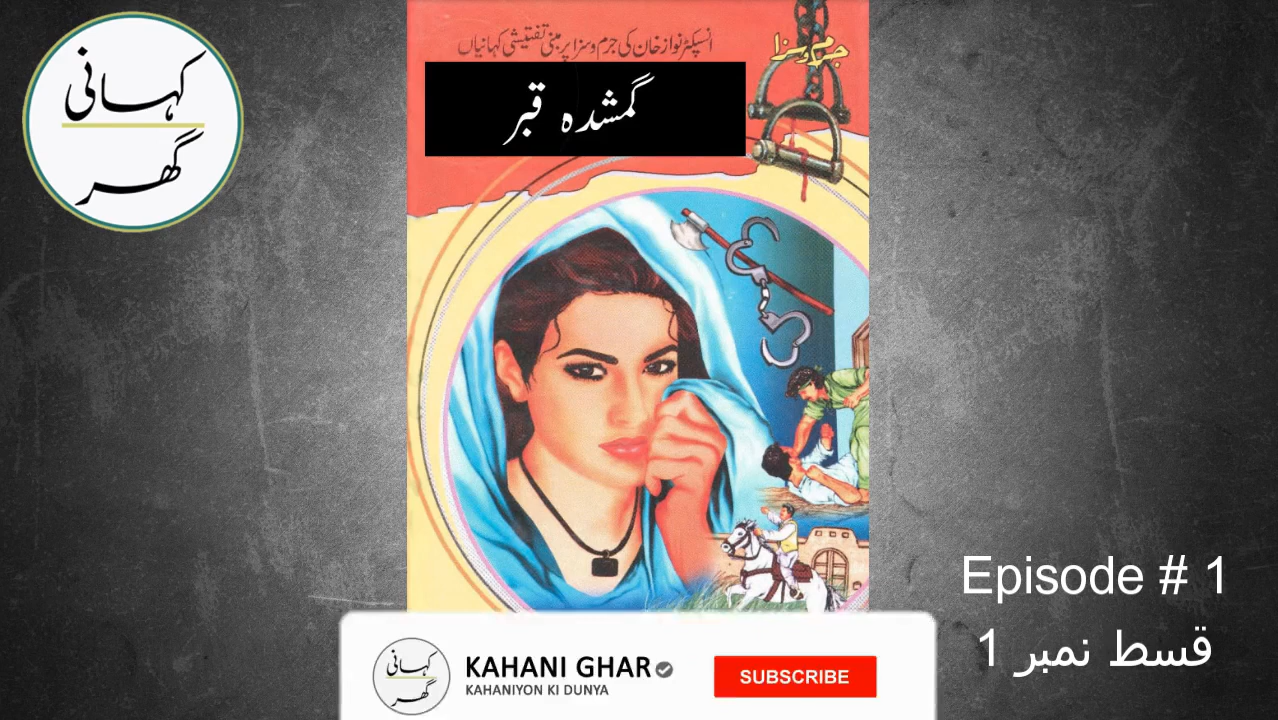 کہانی
گھر
انسپکٹر نواز خان کی جرم و سزا پر مبنی تفتیشی کہانیاں
جرم و سزا
گمشدہ قبر
Episode # 1
قسط نمبر 1
کہانی
گھر
KAHANI GHAR
KAHANIYON KI DUNYA
SUBSCRIBE